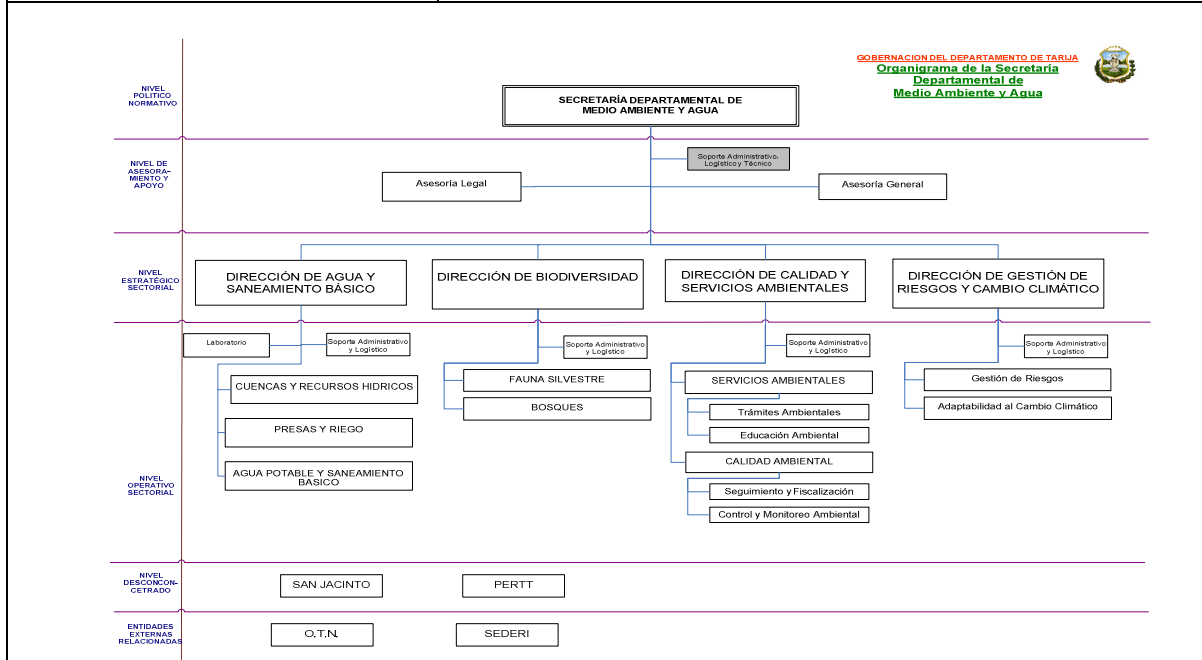 GOBERNACION DEL DEPARTAMENTO DE TARIJA
Organigrama de la Secretaría
Departamental de
Medio Ambiente y Agua
NIVEL
POLITICO
NORMATIVO
SECRETARÍA DEPARTAMENTAL DE
MEDIO AMBIENTE Y AGUA
NIVEL DE
ASESORA-
MIENTO Y
APOYO
Soporte Administrativo,
Logístico y Técnico
Asesoría Legal
Asesoría General
NIVEL
ESTRATÉGICO
SECTORIAL
DIRECCIÓN DE AGUA Y
SANEAMIENTO BÁSICO
DIRECCIÓN DE BIODIVERSIDAD
DIRECCIÓN DE CALIDAD Y
SERVICIOS AMBIENTALES
DIRECCIÓN DE GESTIÓN DE
RIESGOS Y CAMBIO CLIMÁTICO
NIVEL
OPERATIVO
SECTORIAL
Laboratorio
Soporte Administrativo
y Logístico
CUENCAS Y RECURSOS HIDRICOS
PRESAS Y RIEGO
AGUA POTABLE Y SANEAMIENTO
BASICO
Soporte Administrativo
y Logístico
FAUNA SILVESTRE
BOSQUES
Soporte Administrativo
y Logístico
SERVICIOS AMBIENTALES
Trámites Ambientales
Educación Ambiental
CALIDAD AMBIENTAL
Seguimiento y Fiscalización
Control y Monitoreo Ambiental
Soporte Administrativo
y Logístico
Gestión de Riesgos
Adaptabilidad al Cambio Climático
NIVEL
DESCONCON-
CETRADO
SAN JACINTO
PERTT
ENTIDADES
EXTERNAS
RELACIONADAS
O.T.N.
SEDERI